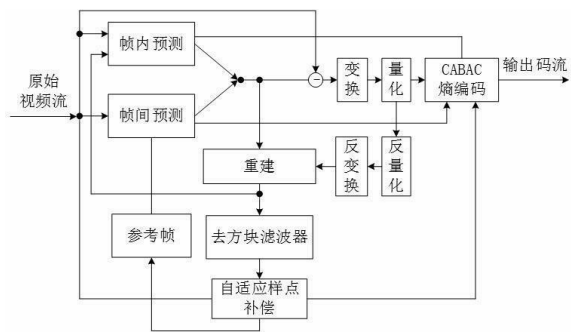 帧内预测
原始
视频流
帧间预测
变
换
量
化
CABAC
熵编码
输出码流
重建
反
变
换
反
量
化
参考帧
去方块滤波器
自适应样点
补偿